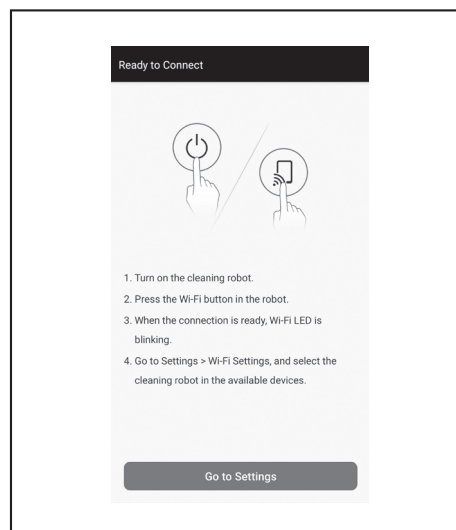 Ready to Connect
1. Turn on the cleaning robot.
2. Press the Wi-Fi button in the robot.
3. When the connection is ready, Wi-Fi LED is
blinking.
4. Go to Settings > Wi-Fi Settings, and select the
cleaning robot in the available devices.
Go to Settings